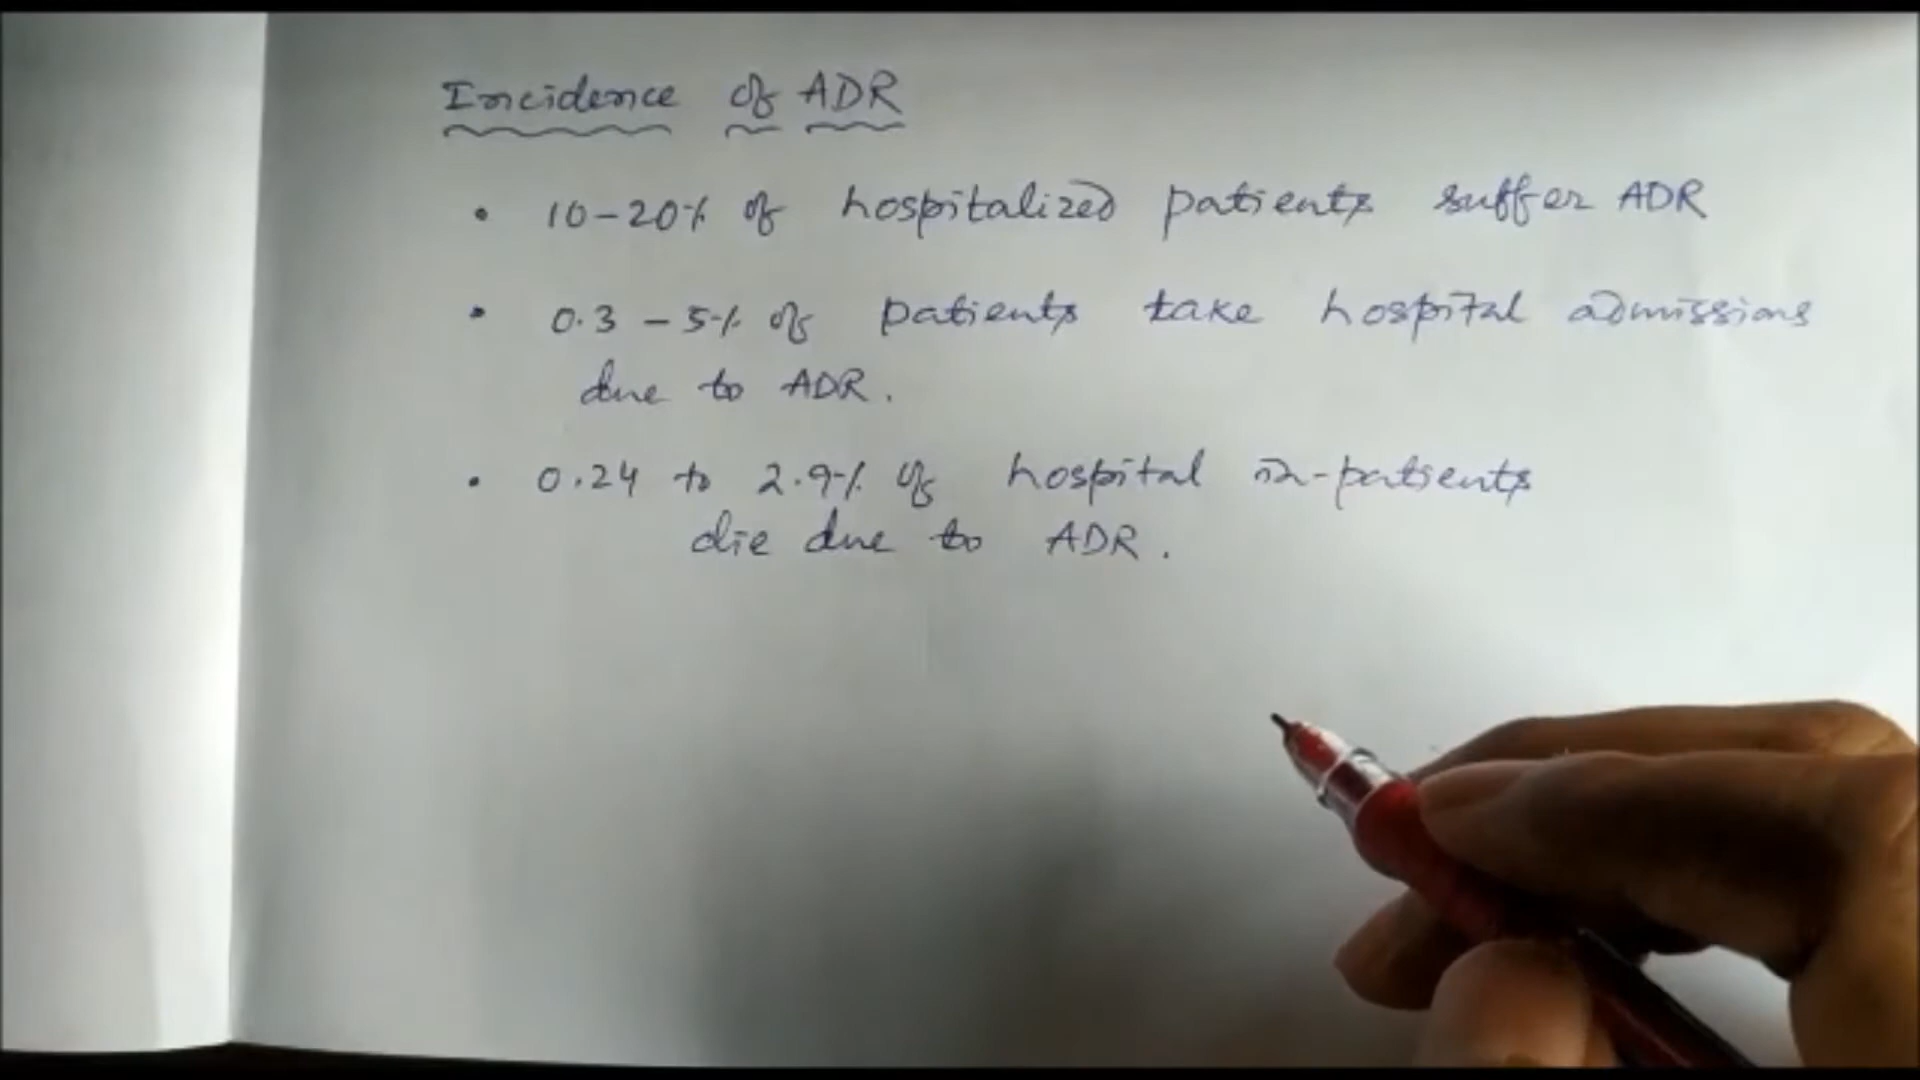 Incidence of ADR
• 10-20% of hospitalized patients suffer ADR
• 0.3 - 5% of patients take hospital admissions
due to ADR.
• 0.24 to 2.9% of hospital in-patients
die due to ADR.